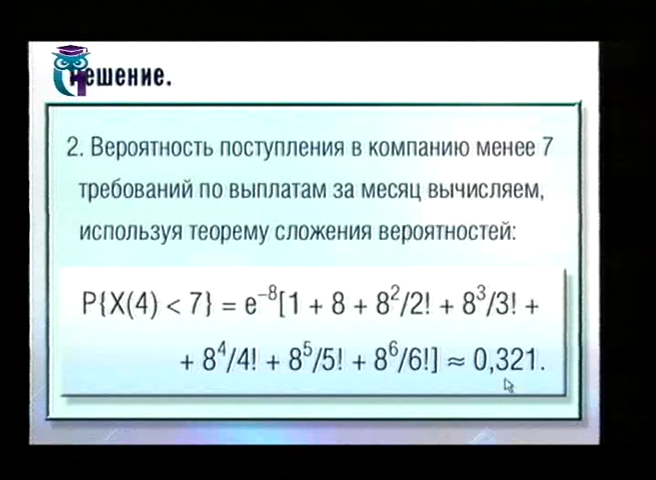 Решение.
2. Вероятность поступления в компанию менее 7
требований по выплатам за месяц вычисляем,
используя теорему сложения вероятностей:
P{X(4) < 7} = e⁻⁸[1 + 8 + 8²/2! + 8³/3! +
+ 8⁴/4! + 8⁵/5! + 8⁶/6!] ≈ 0,321.